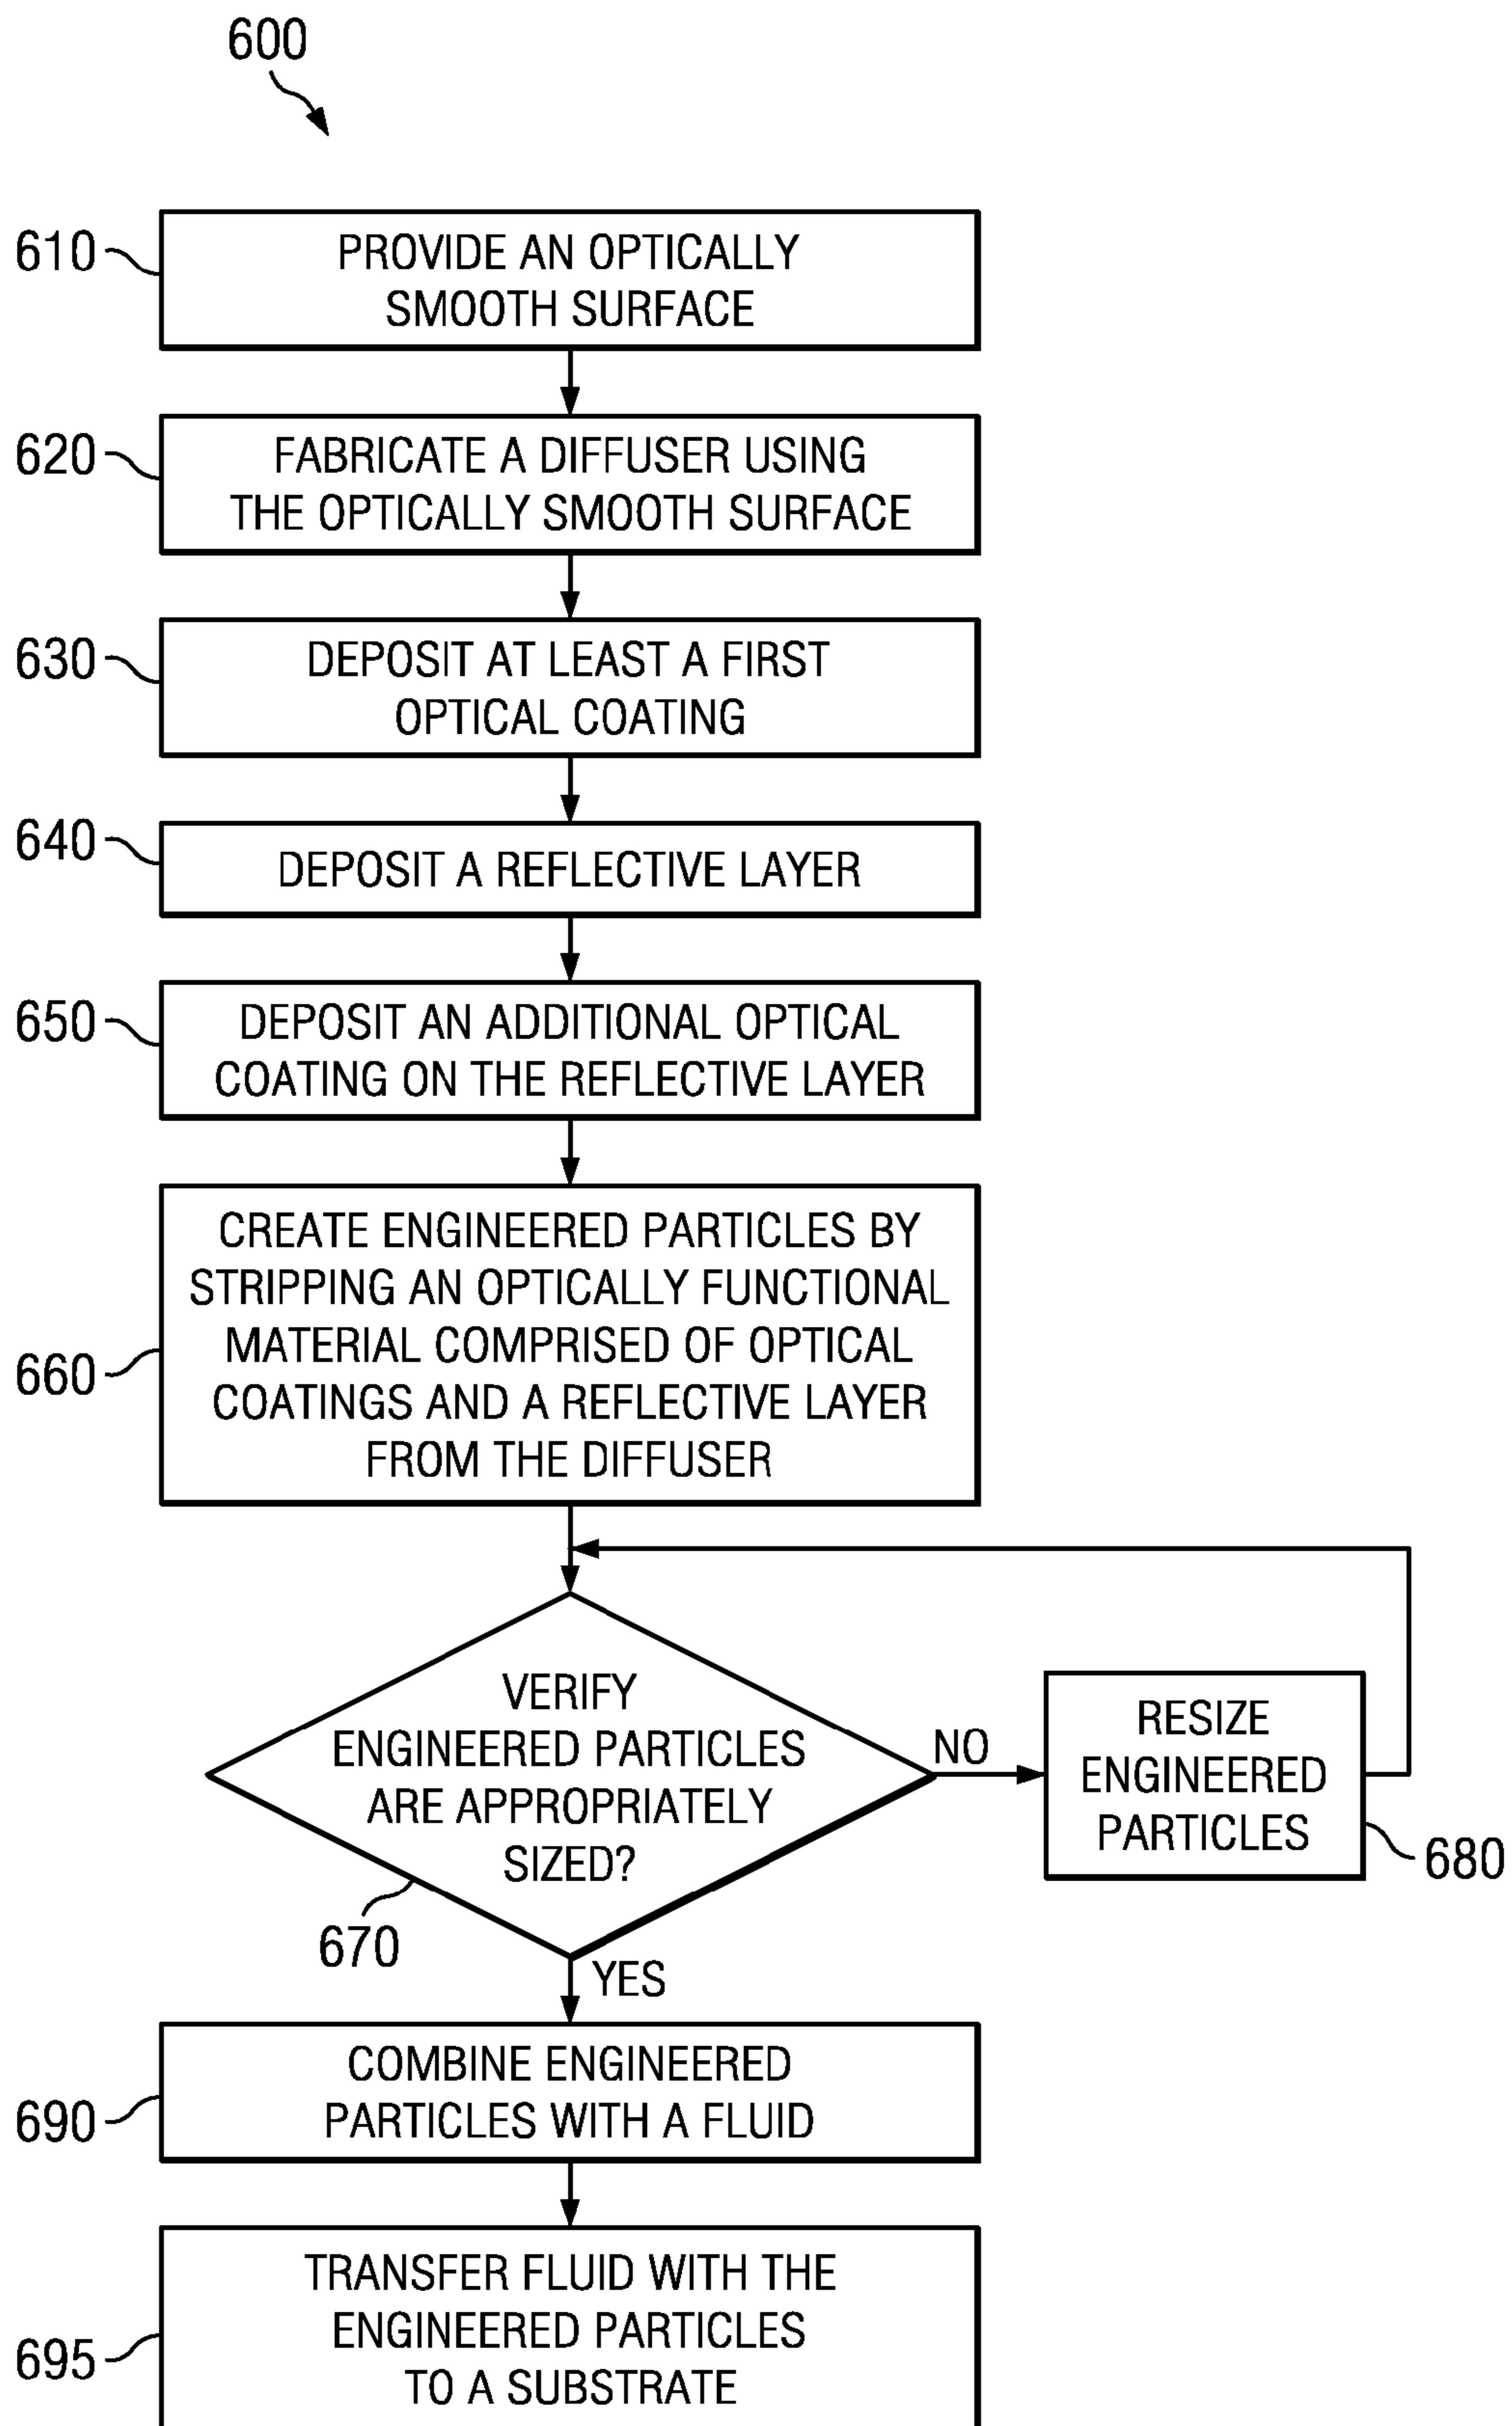 600
610
PROVIDE AN OPTICALLY
SMOOTH SURFACE
620
FABRICATE A DIFFUSER USING
THE OPTICALLY SMOOTH SURFACE
630
DEPOSIT AT LEAST A FIRST
OPTICAL COATING
640
DEPOSIT A REFLECTIVE LAYER
650
DEPOSIT AN ADDITIONAL OPTICAL
COATING ON THE REFLECTIVE LAYER
660
CREATE ENGINEERED PARTICLES BY
STRIPPING AN OPTICALLY FUNCTIONAL
MATERIAL COMPRISED OF OPTICAL
COATINGS AND A REFLECTIVE LAYER
FROM THE DIFFUSER
VERIFY
ENGINEERED PARTICLES
ARE APPROPRIATELY
SIZED?
670
NO
RESIZE
ENGINEERED
PARTICLES
680
YES
690
COMBINE ENGINEERED
PARTICLES WITH A FLUID
695
TRANSFER FLUID WITH THE
ENGINEERED PARTICLES
TO A SUBSTRATE